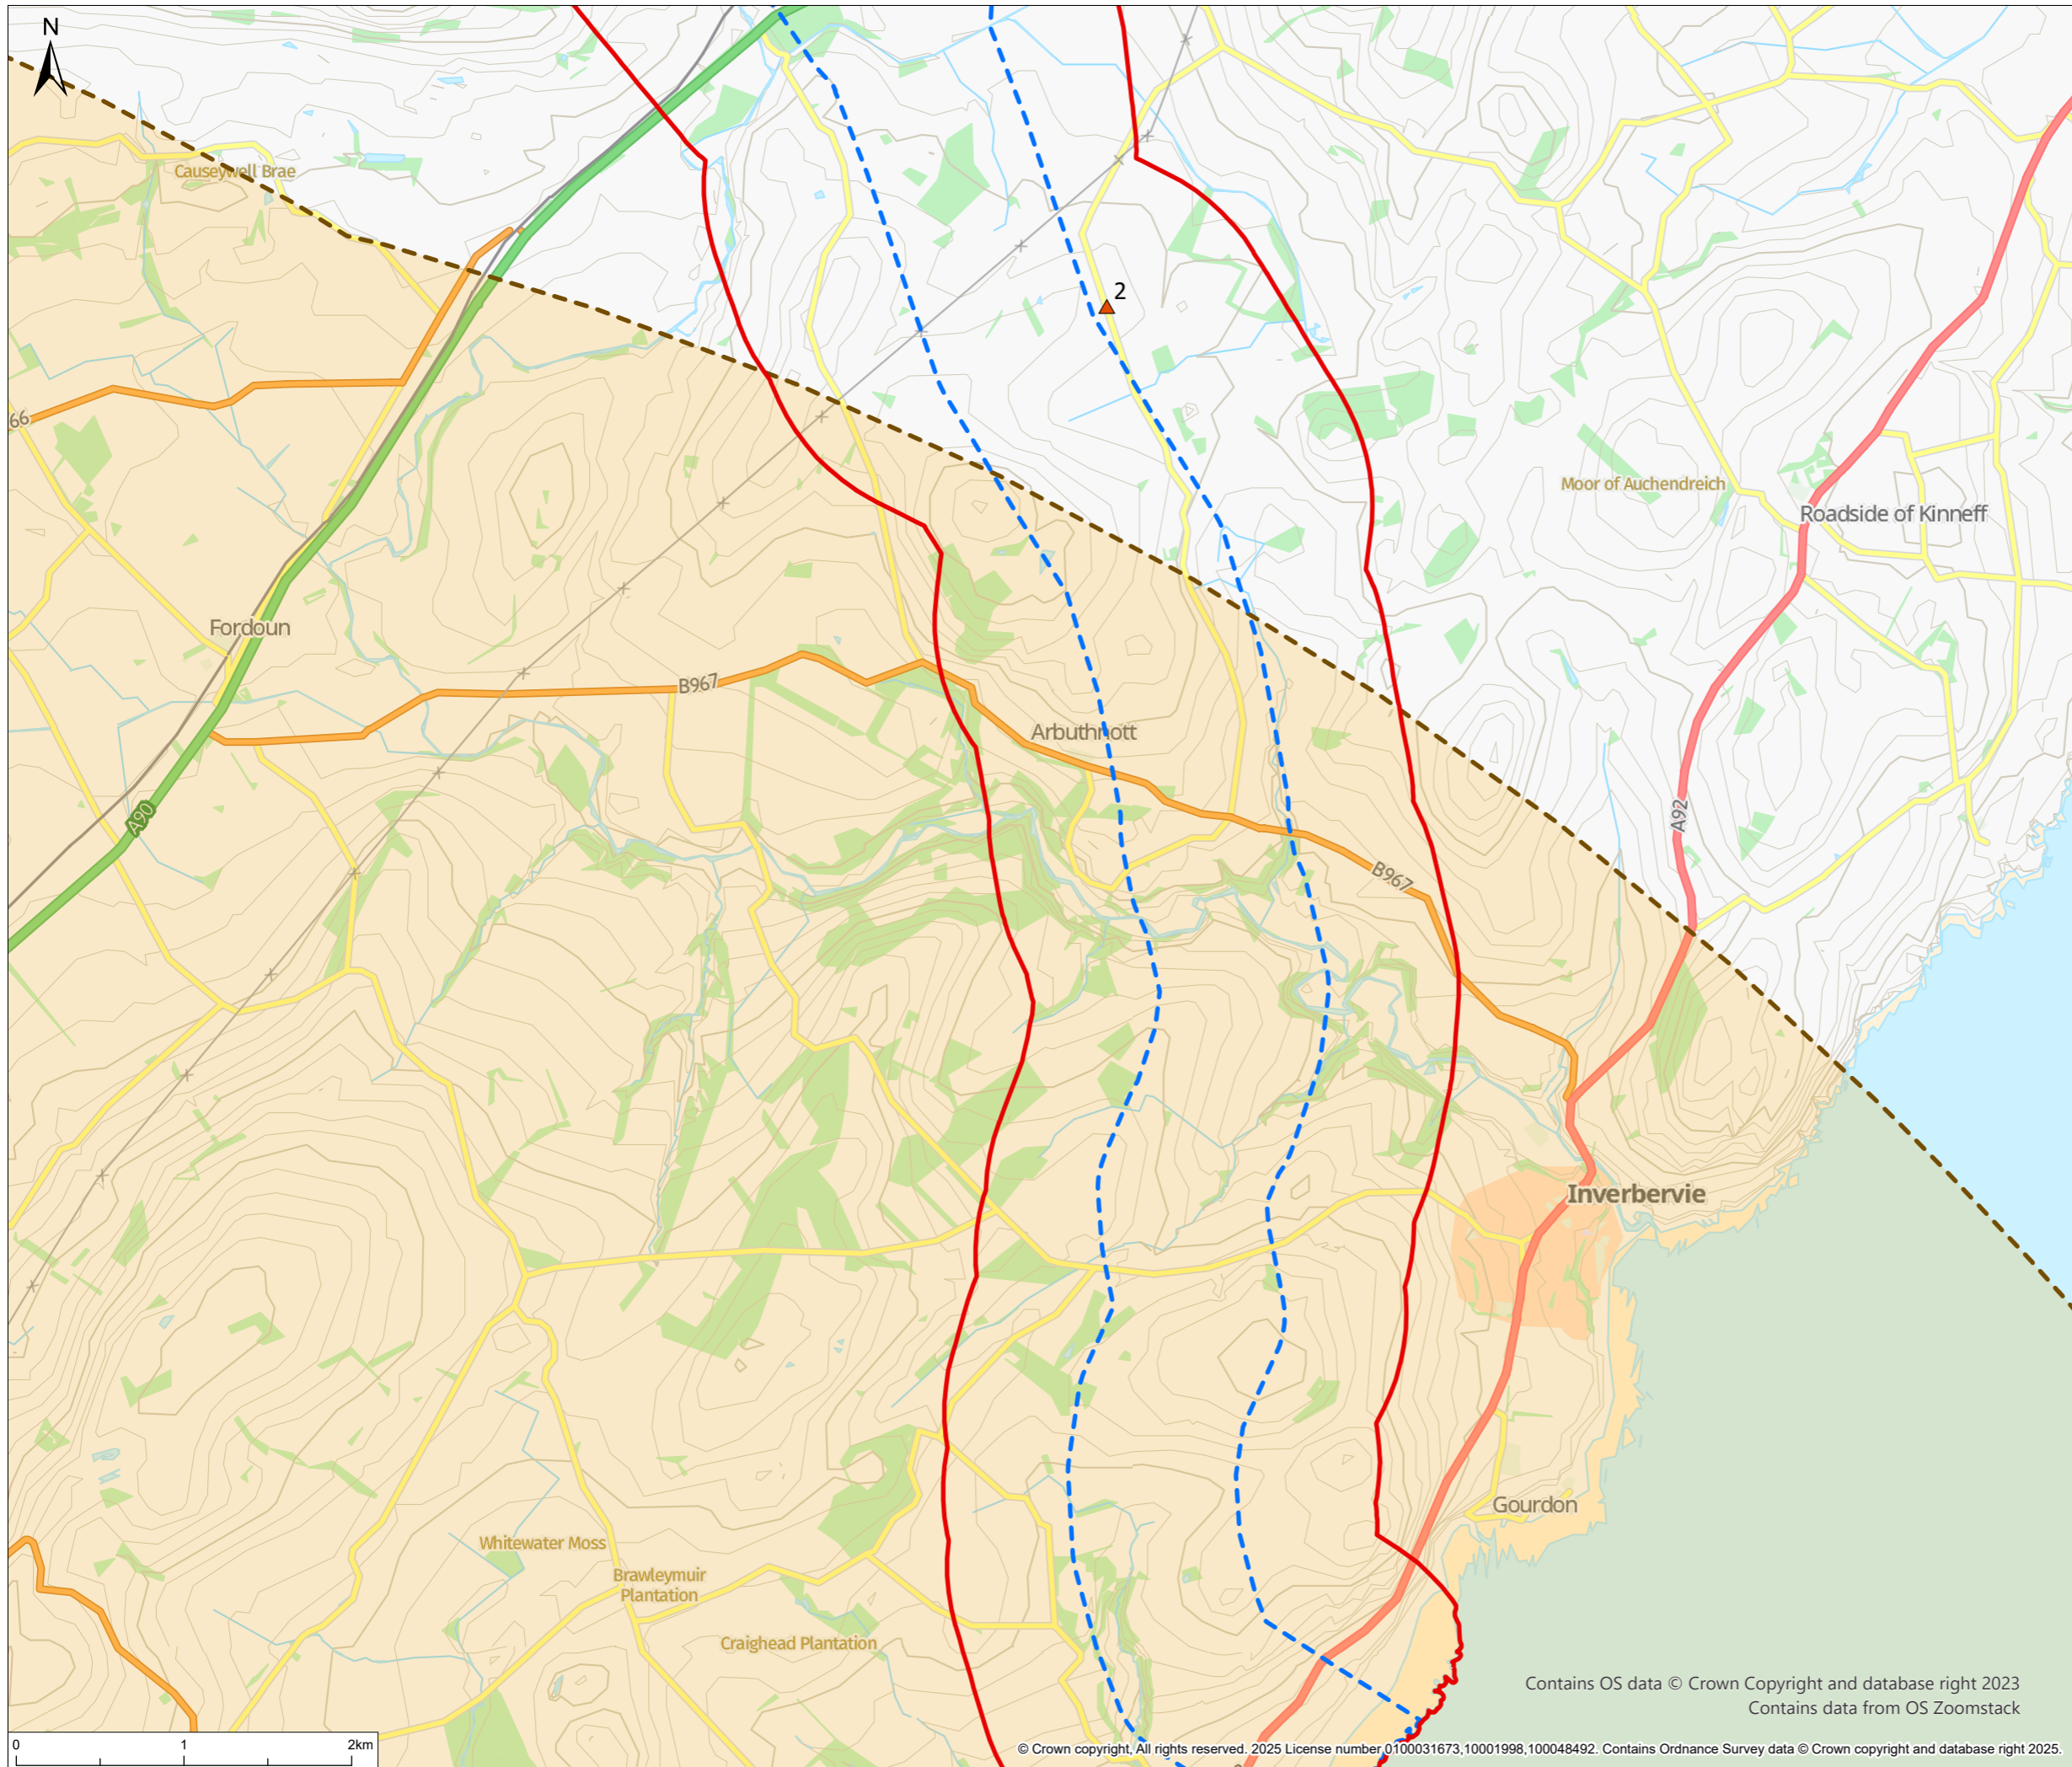 N
Causeywell Brae
2
66
Moor of Auchendreich
Roadside of Kinneff
Fordoun
B967
Arbuthnott
A90
A92
B967
Inverbervie
Gourdon
Whitewater Moss
Brawleymuir
Plantation
Craighead Plantation
Contains OS data © Crown Copyright and database right 2023
Contains data from OS Zoomstack
0 1 2km
© Crown copyright, All rights reserved. 2025 License number 0100031673,10001998,100048492. Contains Ordnance Survey data © Crown copyright and database right 2025.